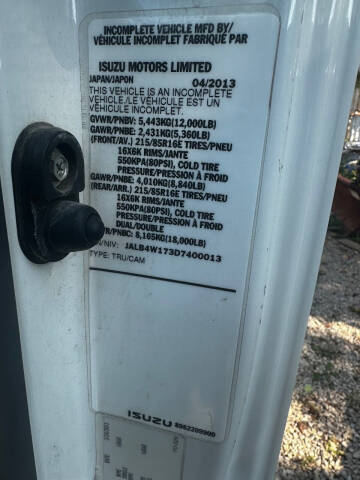 INCOMPLETE VEHICLE MFD BY/
VÉHICULE INCOMPLET FABRIQUÉ PAR
ISUZU MOTORS LIMITED
JAPAN/JAPON 04/2013
THIS VEHICLE IS AN INCOMPLETE
VEHICLE/LE VÉHICULE EST UN
VÉHICULE INCOMPLET.
GVWR/PNBV: 5,443KG(12,000LB)
GAWR/PNBE: 2,431KG(5,360LB)
(FRONT/AV.) 215/85R16E TIRES/PNEU
16X6K RIMS/JANTE
550KPA(80PSI), COLD TIRE
PRESSURE/PRESSION À FROID
GAWR/PNBE: 4,010KG(8,840LB)
(REAR/ARR.) 215/85R16E TIRES/PNEU
16X6K RIMS/JANTE
550KPA(80PSI), COLD TIRE
PRESSURE/PRESSION À FROID
DUAL/DOUBLE
/PNBC: 8,165KG(18,000LB)
/NIV: JALB4W173D7400013
TYPE: TRU/CAM
ISUZU 8982209900